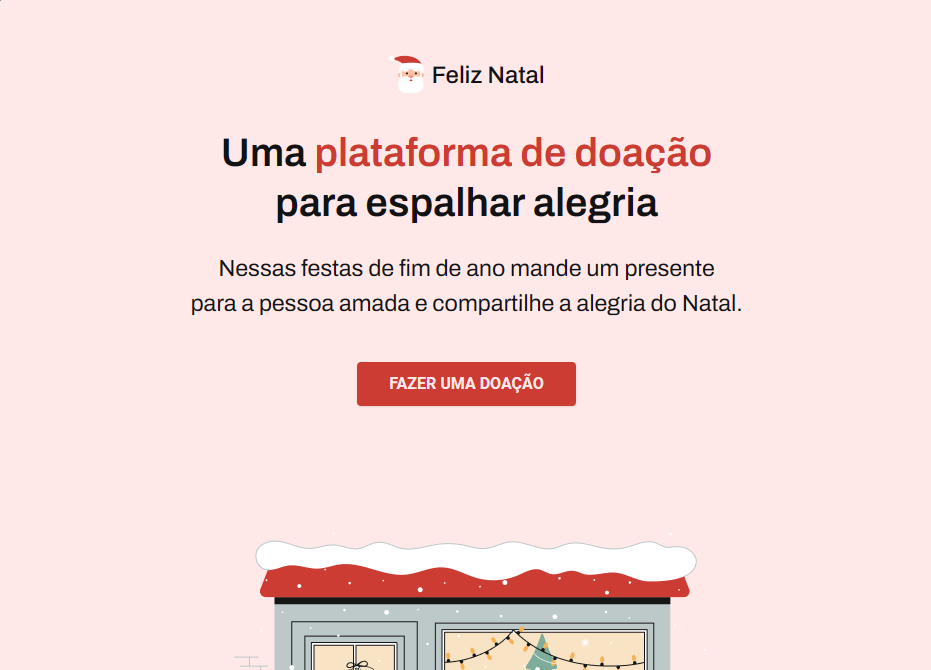 Feliz Natal
Uma plataforma de doação
para espalhar alegria
Nessas festas de fim de ano mande um presente
para a pessoa amada e compartilhe a alegria do Natal.
FAZER UMA DOAÇÃO